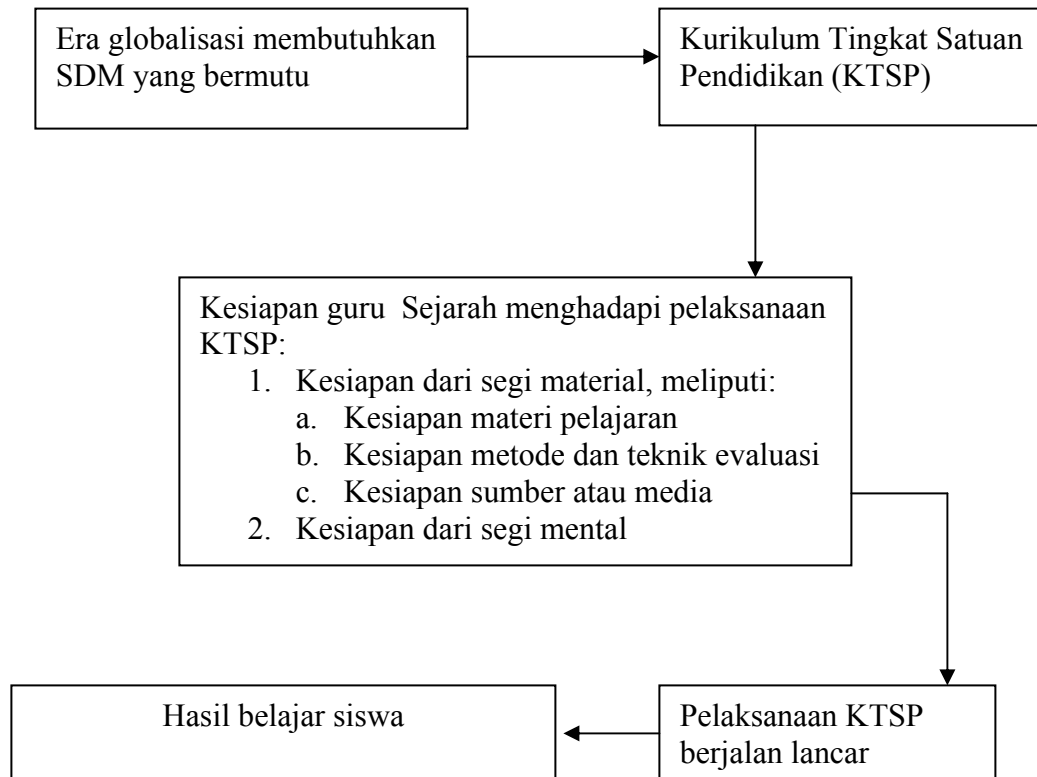 Era globalisasi membutuhkan
SDM yang bermutu
Kurikulum Tingkat Satuan
Pendidikan (KTSP)
Kesiapan guru  Sejarah menghadapi pelaksanaan
KTSP:
1. Kesiapan dari segi material, meliputi:
a. Kesiapan materi pelajaran
b. Kesiapan metode dan teknik evaluasi
c. Kesiapan sumber atau media
2. Kesiapan dari segi mental
Hasil belajar siswa
Pelaksanaan KTSP
berjalan lancar